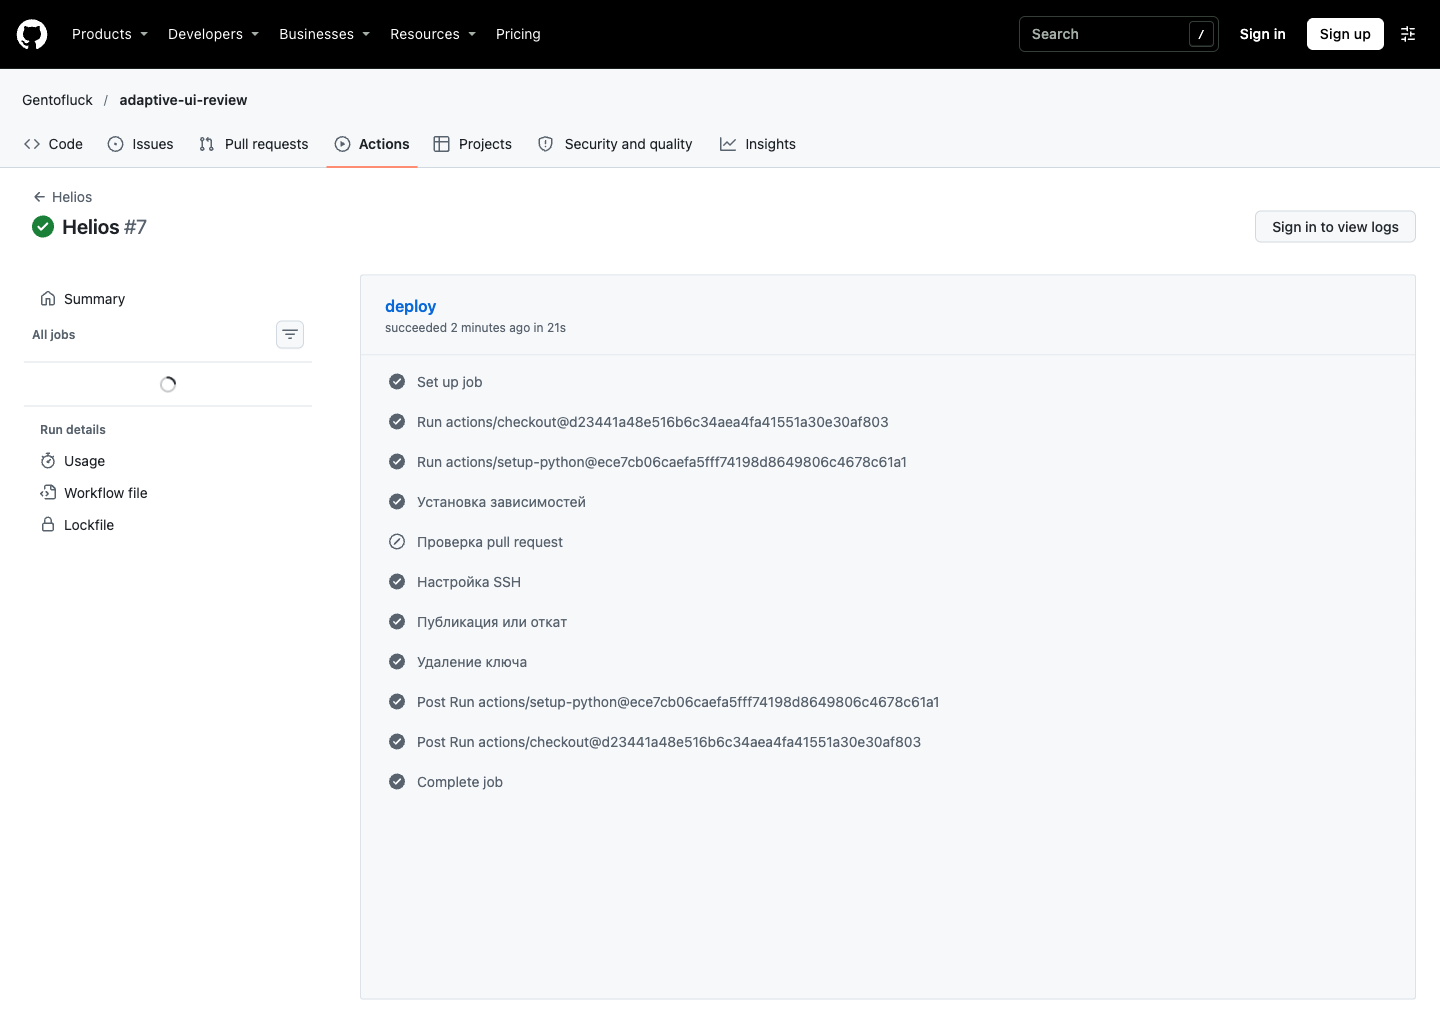 Products Developers Businesses Resources Pricing Search / Sign in Sign up
Gentofluck / adaptive-ui-review
Code Issues Pull requests Actions Projects Security and quality Insights
Helios
Helios #7
Sign in to view logs
Summary
All jobs
Run details
Usage
Workflow file
Lockfile
deploy
succeeded 2 minutes ago in 21s
Set up job
Run actions/checkout@d23441a48e516b6c34aea4fa41551a30e30af803
Run actions/setup-python@ece7cb06caefa5fff74198d8649806c4678c61a1
Установка зависимостей
Проверка pull request
Настройка SSH
Публикация или откат
Удаление ключа
Post Run actions/setup-python@ece7cb06caefa5fff74198d8649806c4678c61a1
Post Run actions/checkout@d23441a48e516b6c34aea4fa41551a30e30af803
Complete job